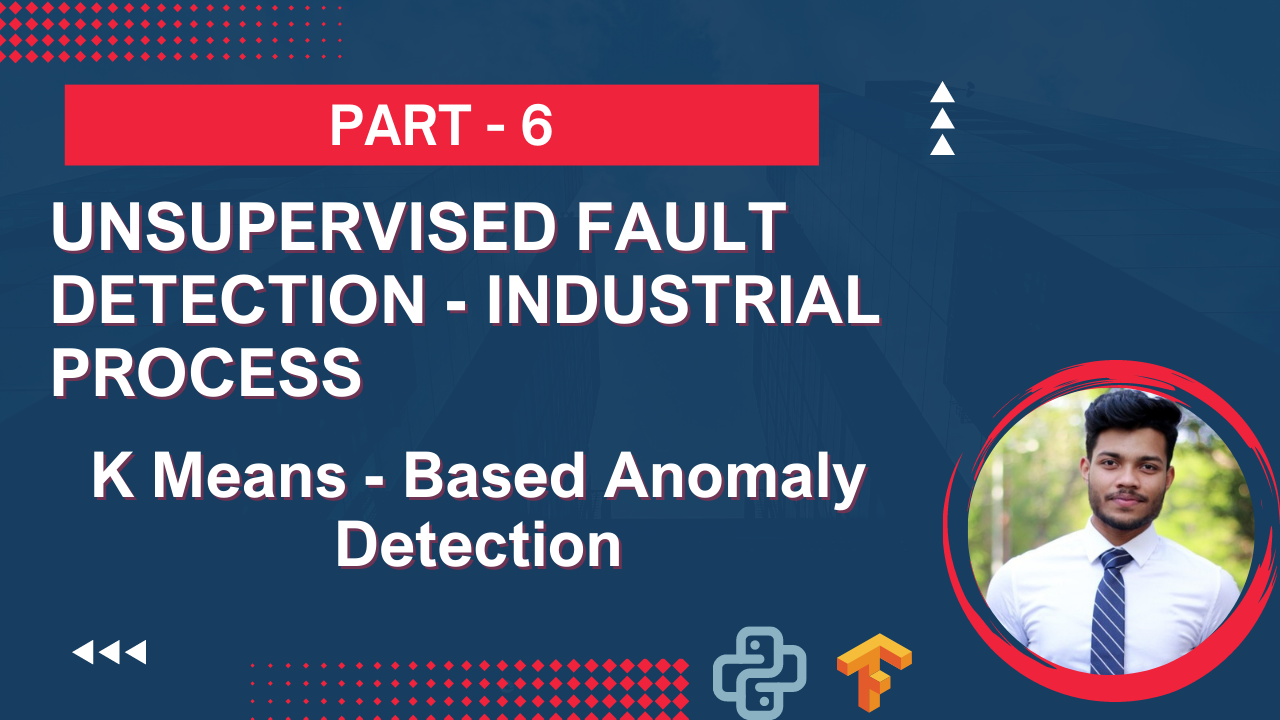 PART - 6
UNSUPERVISED FAULT
DETECTION - INDUSTRIAL
PROCESS
K Means - Based Anomaly
Detection